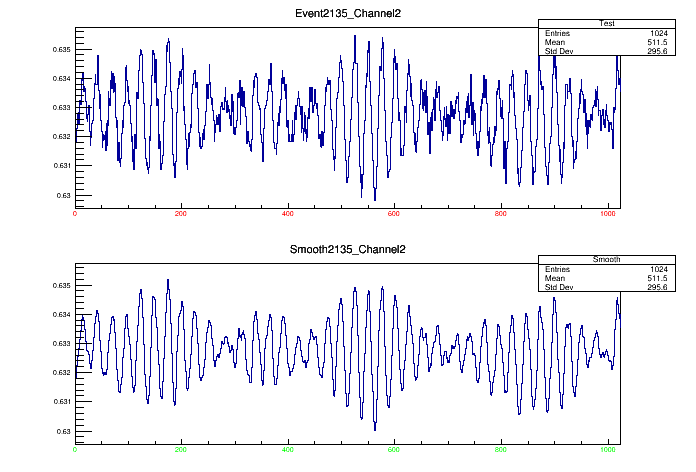 Event2135_Channel2
Test
Entries 1024
Mean 511.5
Std Dev 295.6
0.635
0.634
0.633
0.632
0.631
0.63
0 200 400 600 800 1000
Smooth2135_Channel2
Smooth
Entries 1024
Mean 511.5
Std Dev 295.6
0.635
0.634
0.633
0.632
0.631
0.63
0 200 400 600 800 1000